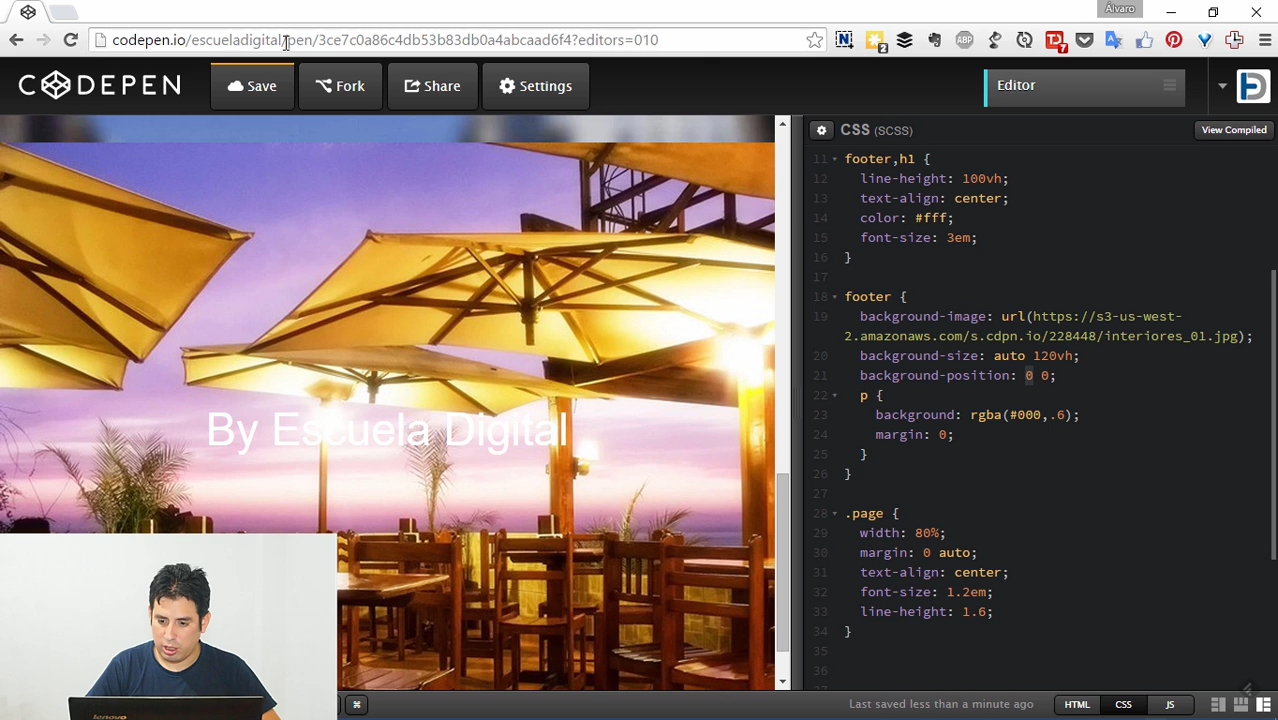 Álvaro
codepen.io/escueladigital/pen/3ce7c0a86c4db53b83db0a4abcaad6f4?editors=010
2
ABP
7
CODEPEN
Save
Fork
Share
Settings
Editor
CSS (SCSS)
View Compiled
11 footer,h1 {
12 line-height: 100vh;
13 text-align: center;
14 color: #fff;
15 font-size: 3em;
16 }
17
18 footer {
19 background-image: url(https://s3-us-west-
2.amazonaws.com/s.cdpn.io/228448/interiores_01.jpg);
20 background-size: auto 120vh;
21 background-position: 0 0;
22 p {
23 background: rgba(#000,.6);
24 margin: 0;
25 }
26 }
27
28 .page {
29 width: 80%;
30 margin: 0 auto;
31 text-align: center;
32 font-size: 1.2em;
33 line-height: 1.6;
34 }
35
36
By Escuela Digital
lenovo
Last saved less than a minute ago
HTML
CSS
JS